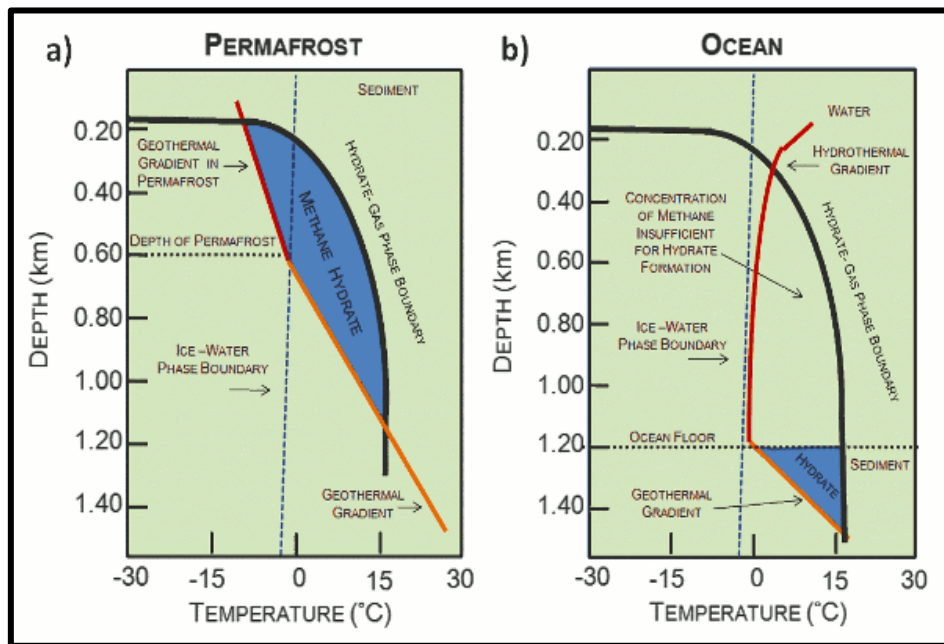 a)
PERMAFROST
SEDIMENT
0.20
0.40
0.60
0.80
1.00
1.20
1.40
DEPTH (km)
GEOTHERMAL
GRADIENT IN
PERMAFROST
DEPTH OF PERMAFROST
METHANE HYDRATE
HYDRATE- GAS PHASE BOUNDARY
ICE –WATER
PHASE BOUNDARY
GEOTHERMAL
GRADIENT
-30
-15
0
15
30
TEMPERATURE (°C)
b)
OCEAN
WATER
0.20
0.40
0.60
0.80
1.00
1.20
1.40
DEPTH (km)
HYDROTHERMAL
GRADIENT
CONCENTRATION
OF METHANE
INSUFFICIENT
FOR HYDRATE
FORMATION
HYDRATE- GAS PHASE BOUNDARY
ICE –WATER
PHASE BOUNDARY
OCEAN FLOOR
HYDRATE
SEDIMENT
GEOTHERMAL
GRADIENT
-30
-15
0
15
30
TEMPERATURE (°C)